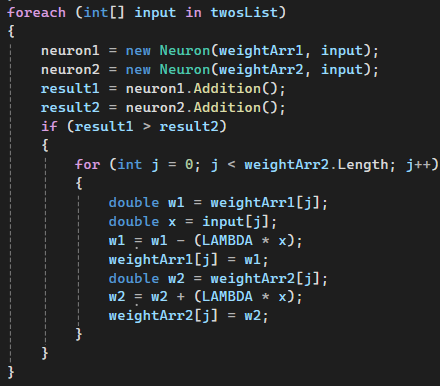 foreach (int[] input in twosList)
{
neuron1 = new Neuron(weightArr1, input);
neuron2 = new Neuron(weightArr2, input);
result1 = neuron1.Addition();
result2 = neuron2.Addition();
if (result1 > result2)
{
for (int j = 0; j < weightArr2.Length; j++)
{
double w1 = weightArr1[j];
double x = input[j];
w1 = w1 - (LAMBDA * x);
weightArr1[j] = w1;
double w2 = weightArr2[j];
w2 = w2 + (LAMBDA * x);
weightArr2[j] = w2;
}
}
}